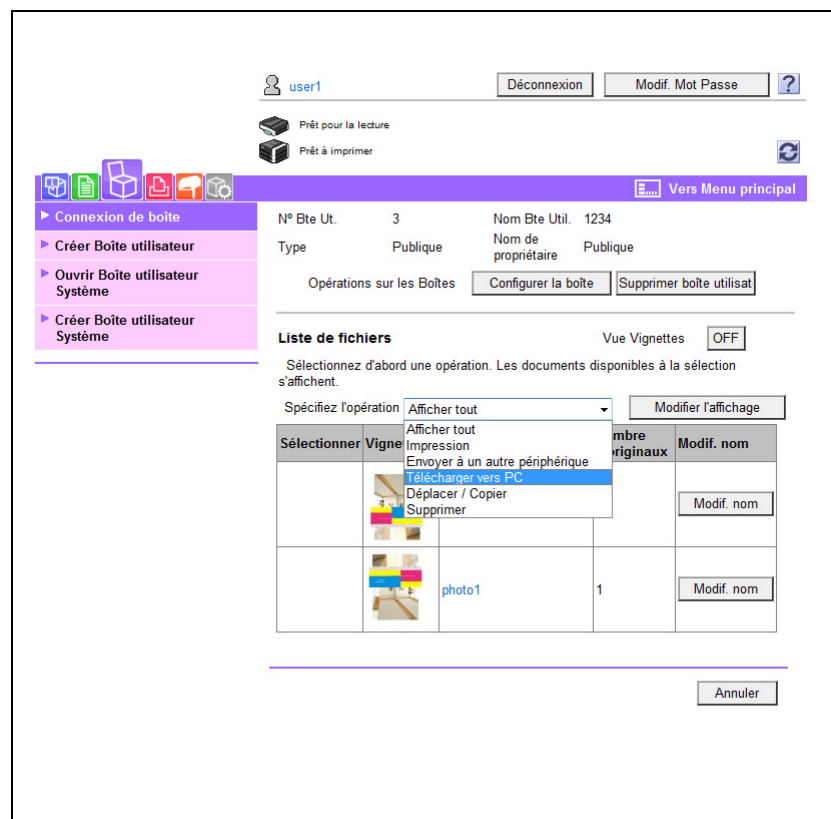 user1
Déconnexion
Modif. Mot Passe
?
Prêt pour la lecture
Prêt à imprimer
Vers Menu principal
Connexion de boîte
Créer Boîte utilisateur
Ouvrir Boîte utilisateur
Système
Créer Boîte utilisateur
Système
Nº Bte Ut. 3 Nom Bte Util. 1234
Type Publique Nom de
propriétaire Publique
Opérations sur les Boîtes Configurer la boîte Supprimer boîte utilisat
Liste de fichiers Vue Vignettes OFF
Sélectionnez d'abord une opération. Les documents disponibles à la sélection
s'affichent.
Spécifiez l'opération Afficher tout Modifier l'affichage
Afficher tout
Impression
Envoyer à un autre périphérique
Télécharger vers PC
Déplacer / Copier
Supprimer
Sélectionner Vigne mbre
riginaux Modif. nom
Modif. nom
photo1 1 Modif. nom
Annuler